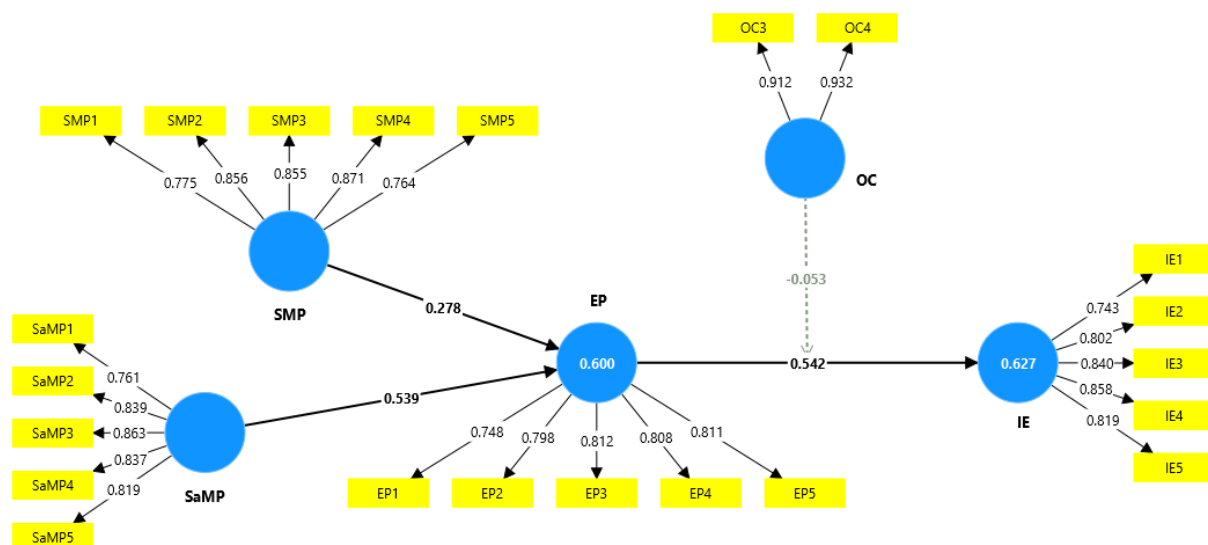 OC3
OC4
0.912
0.932
OC
SMP1
SMP2
SMP3
SMP4
SMP5
0.775
0.856
0.855
0.871
0.764
SMP
0.278
-0.053
SaMP1
SaMP2
SaMP3
SaMP4
SaMP5
0.761
0.839
0.863
0.837
0.819
SaMP
0.539
EP
0.600
0.542
0.748
0.798
0.812
0.808
0.811
EP1
EP2
EP3
EP4
EP5
0.627
IE
0.743
0.802
0.840
0.858
0.819
IE1
IE2
IE3
IE4
IE5